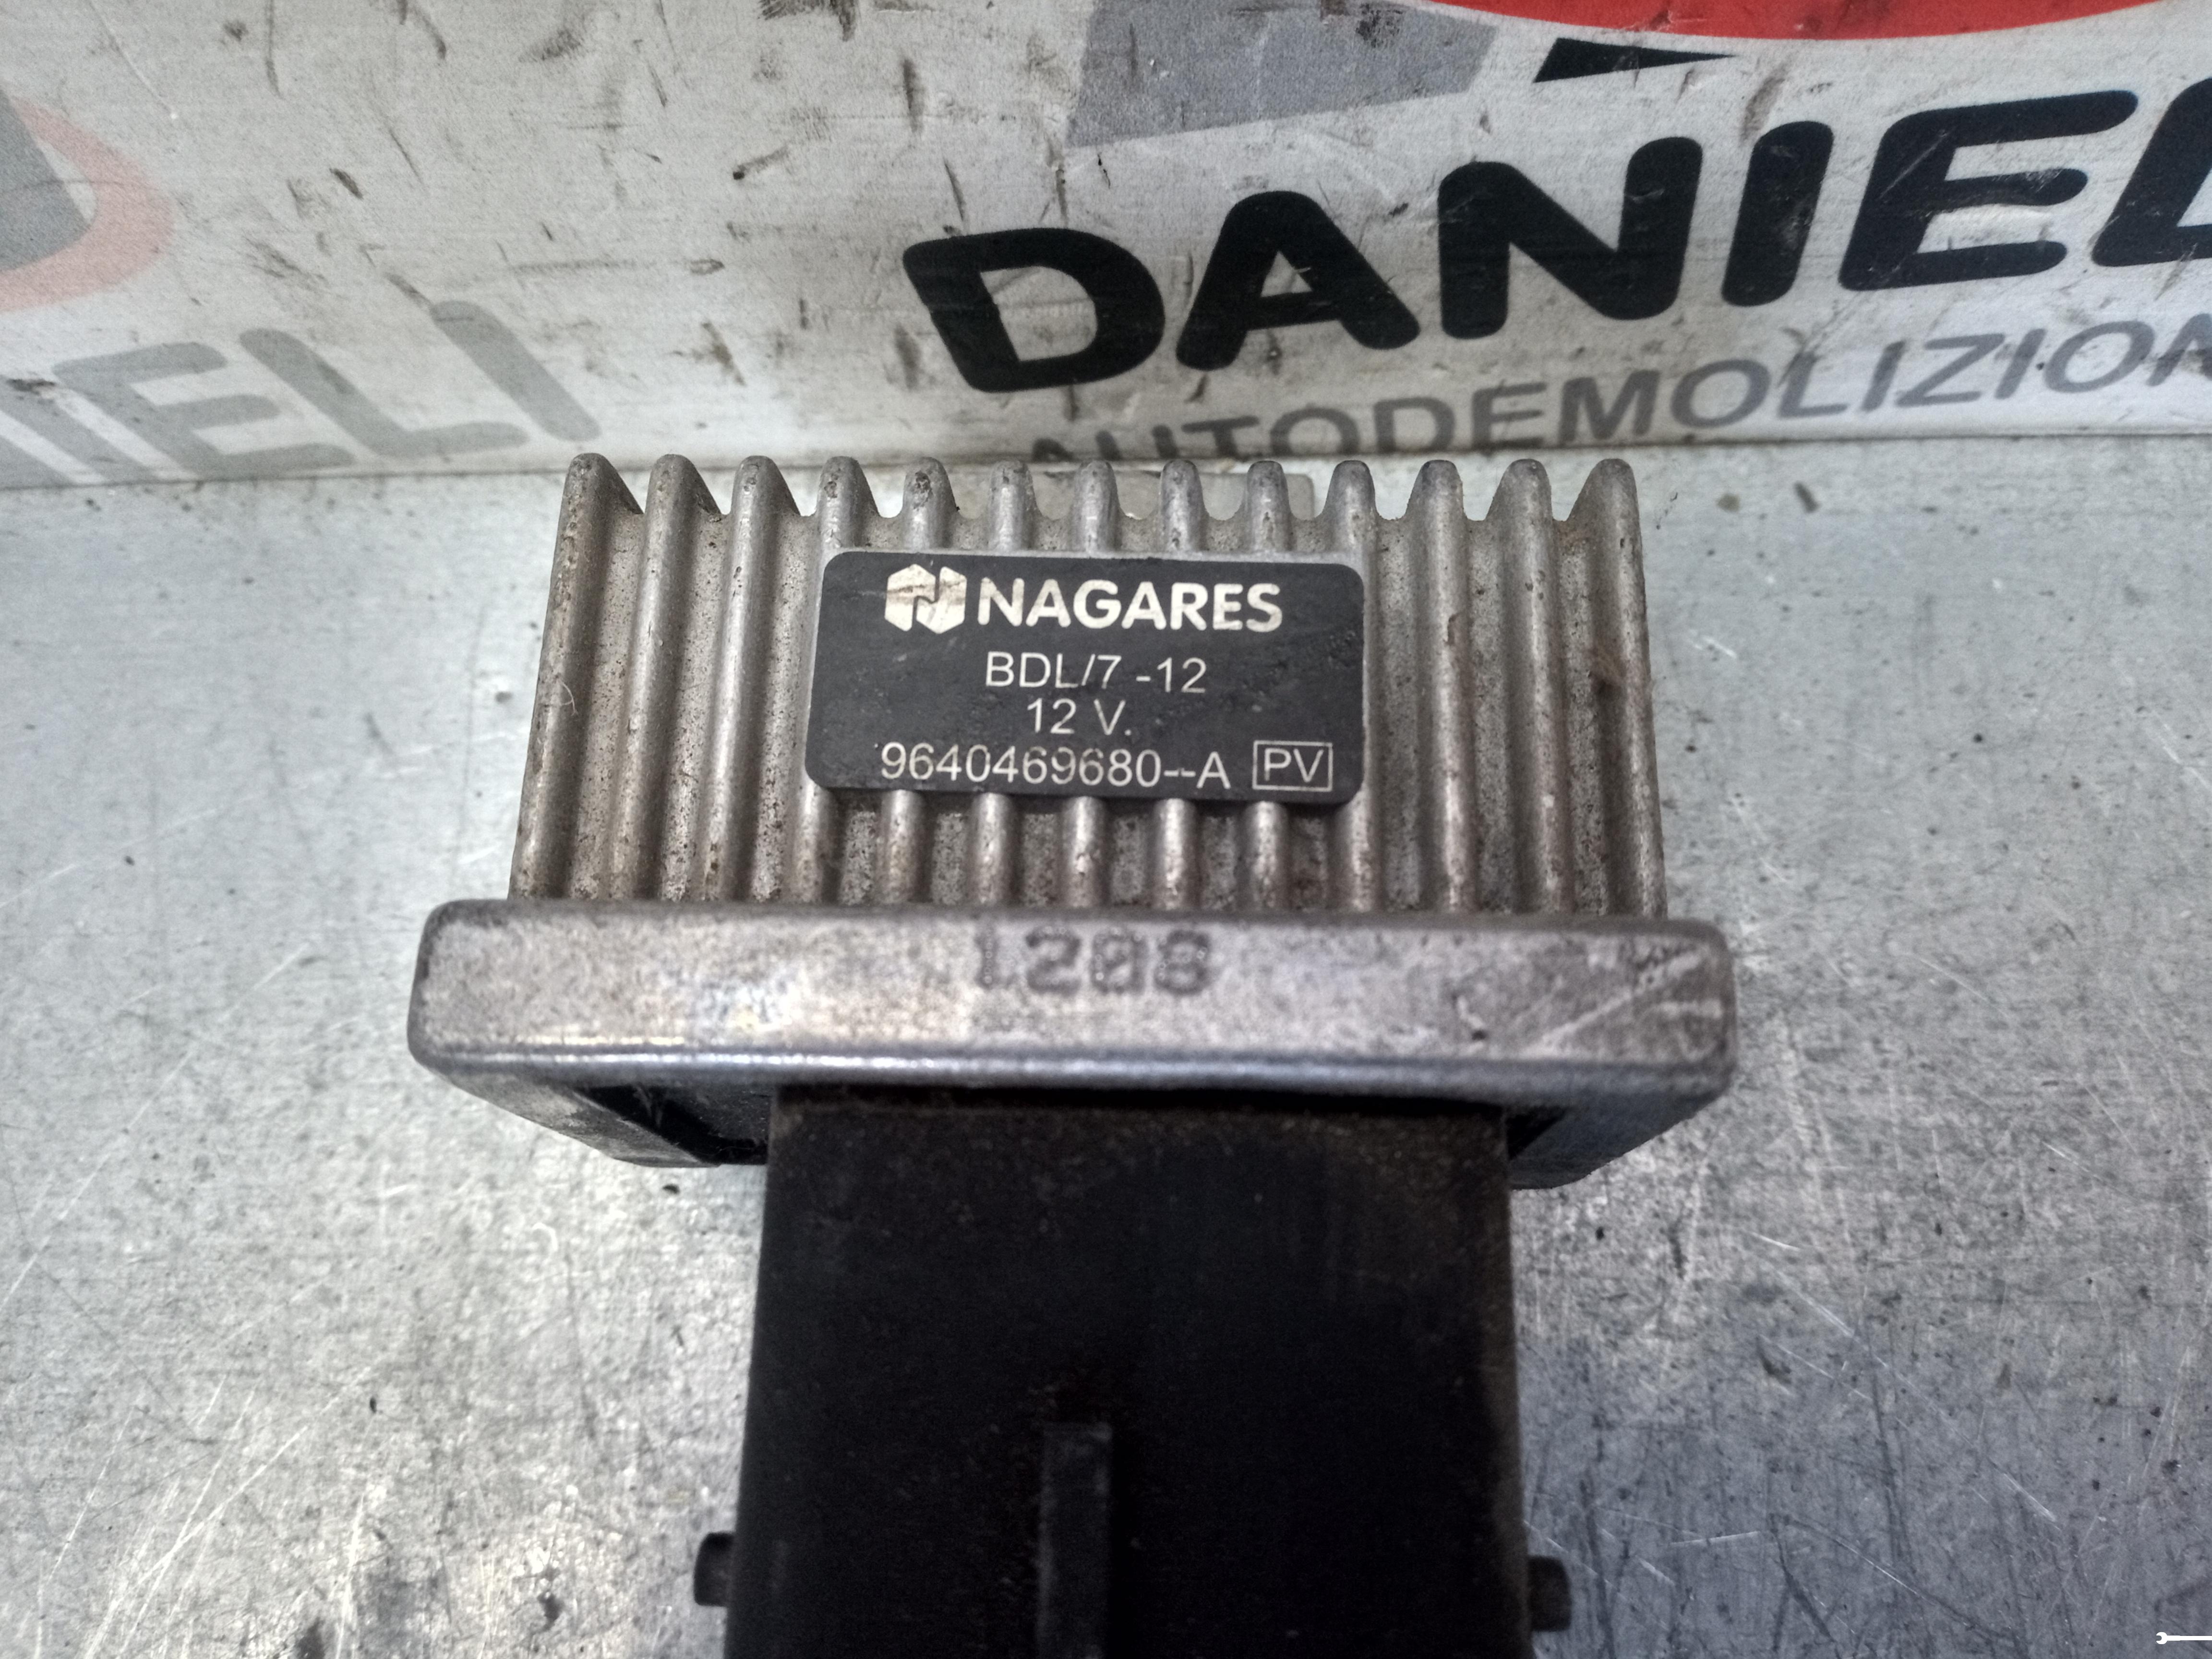 DANIEL
AUTODEMOLIZION
IELI
NAGARES
BDL/7 -12
12 V.
9640469680--A PV
1208